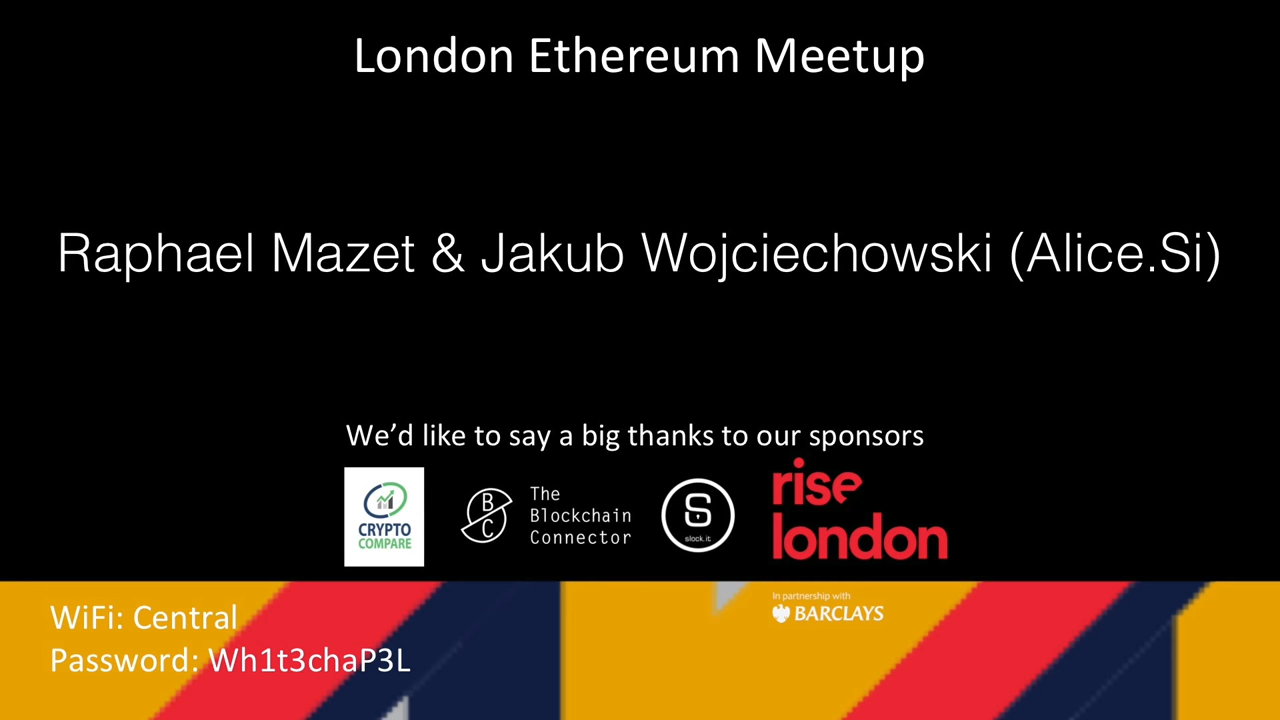 London Ethereum Meetup
Raphael Mazet & Jakub Wojciechowski (Alice.Si)
We’d like to say a big thanks to our sponsors
CRYPTO
COMPARE
B
C
The
Blockchain
Connector
S
slock.it
rise
london
In partnership with
BARCLAYS
WiFi: Central
Password: Wh1t3chaP3L